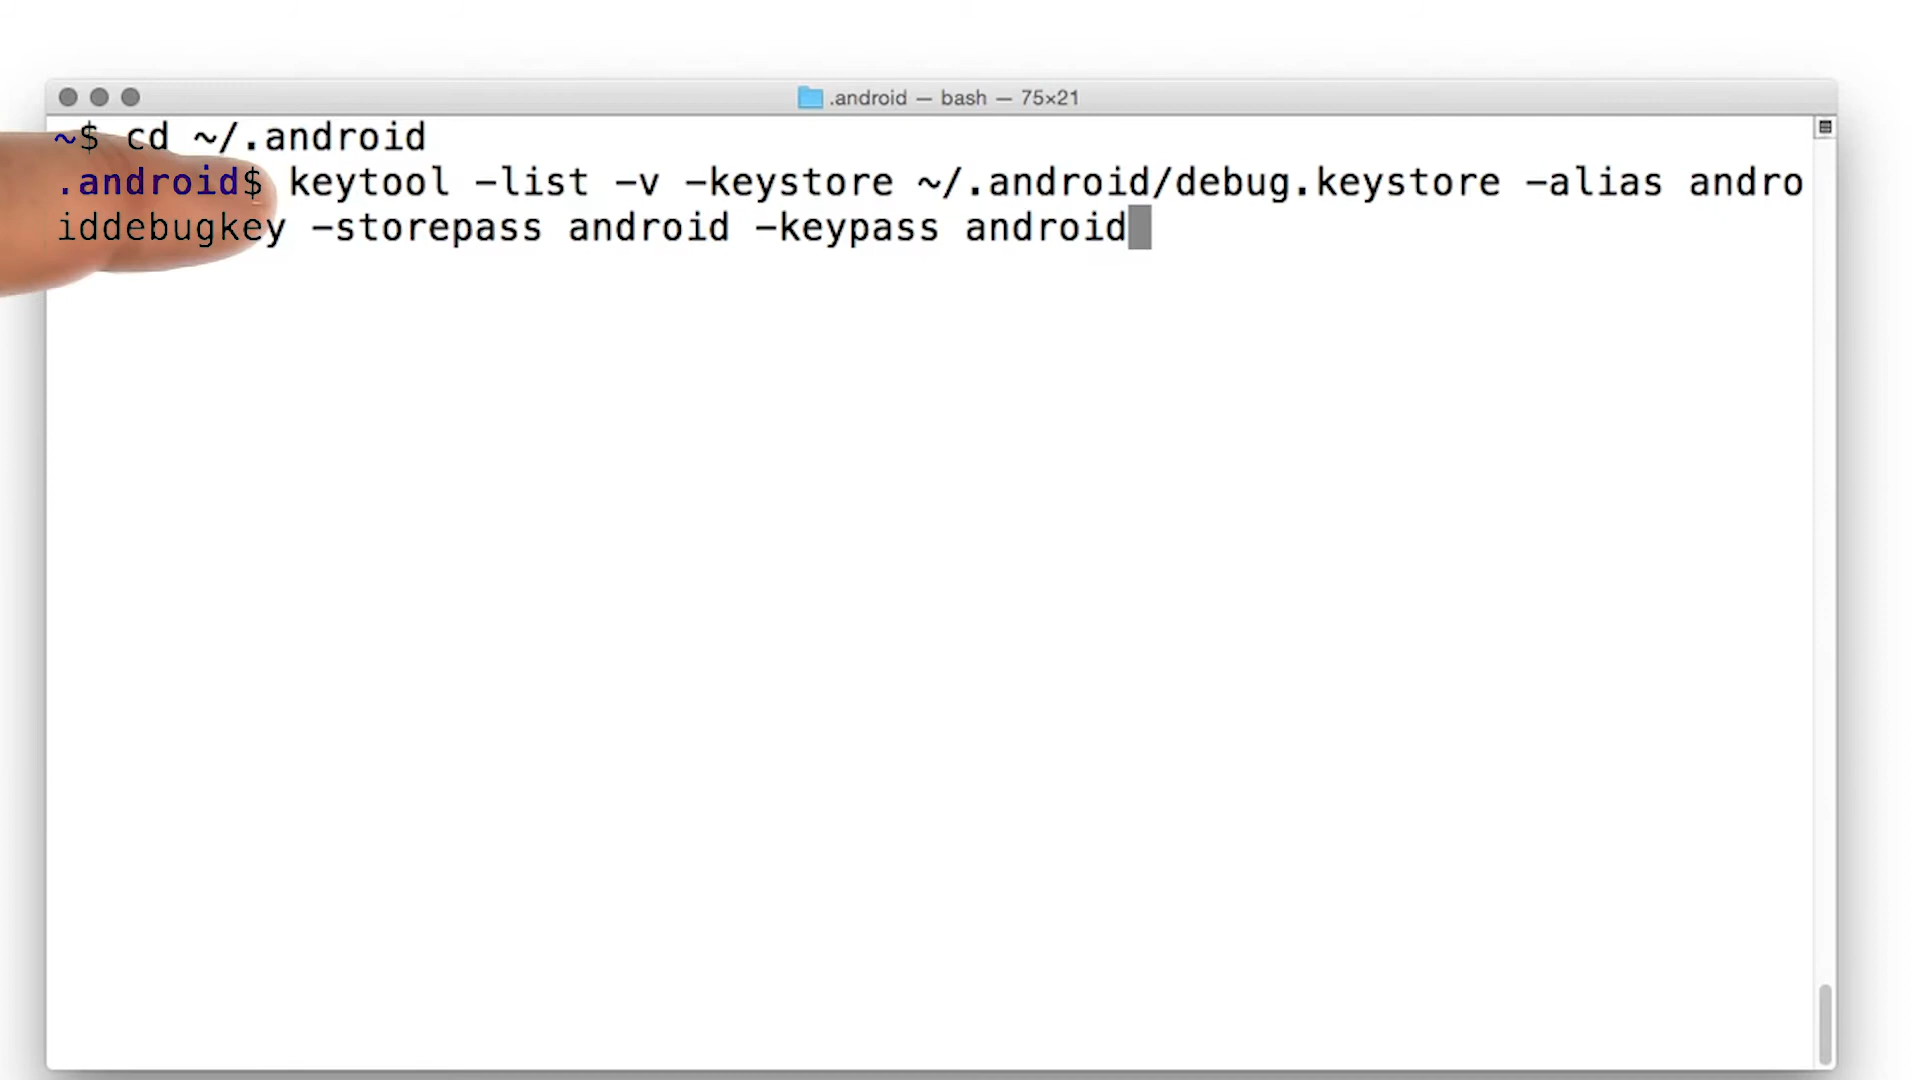 .android — bash — 75×21
~$ cd ~/.android
.android$ keytool -list -v -keystore ~/.android/debug.keystore -alias andro
iddebugkey -storepass android -keypass android